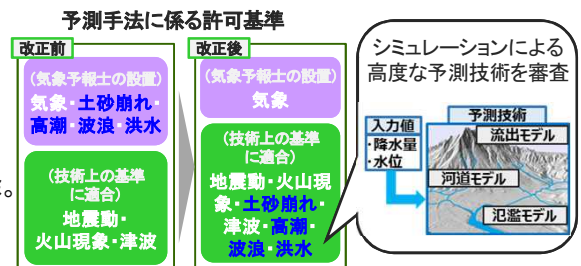 予測手法に係る許可基準
改正前
(気象予報士の設置)
気象・土砂崩れ・
高潮・波浪・洪水
(技術上の基準
に適合)
地震動・
火山現象・津波
改正後
(気象予報士の設置)
気象
(技術上の基準
に適合)
地震動・火山現
象・土砂崩れ・
津波・高潮・
波浪・洪水
シミュレーションによる
高度な予測技術を審査
入力値
・降水量
・水位
予測技術
流出モデル
河道モデル
氾濫モデル
。